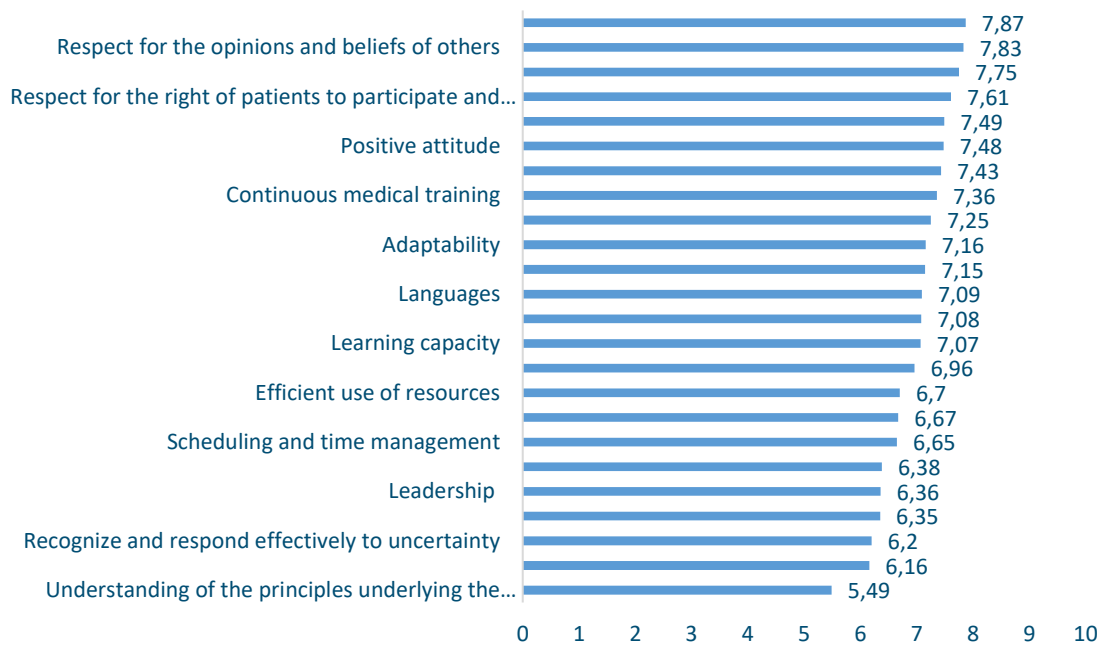 7,87
Respect for the opinions and beliefs of others 7,83
7,75
Respect for the right of patients to participate and... 7,61
7,49
Positive attitude 7,48
7,43
Continuous medical training 7,36
7,25
Adaptability 7,16
7,15
Languages 7,09
7,08
Learning capacity 7,07
6,96
Efficient use of resources 6,7
6,67
Scheduling and time management 6,65
6,38
Leadership 6,36
6,35
Recognize and respond effectively to uncertainty 6,2
6,16
Understanding of the principles underlying the... 5,49
0 1 2 3 4 5 6 7 8 9 10